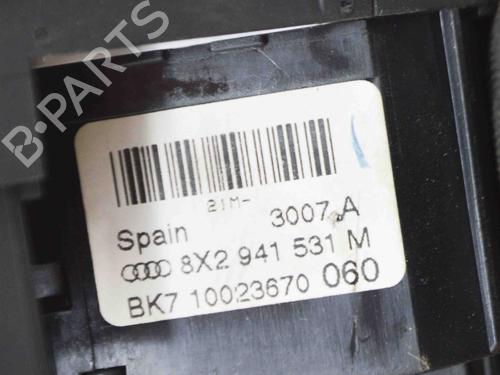 B-PARTS
21M-
Spain 3007 A
8X2 941 531 M
BK7 10023670 060